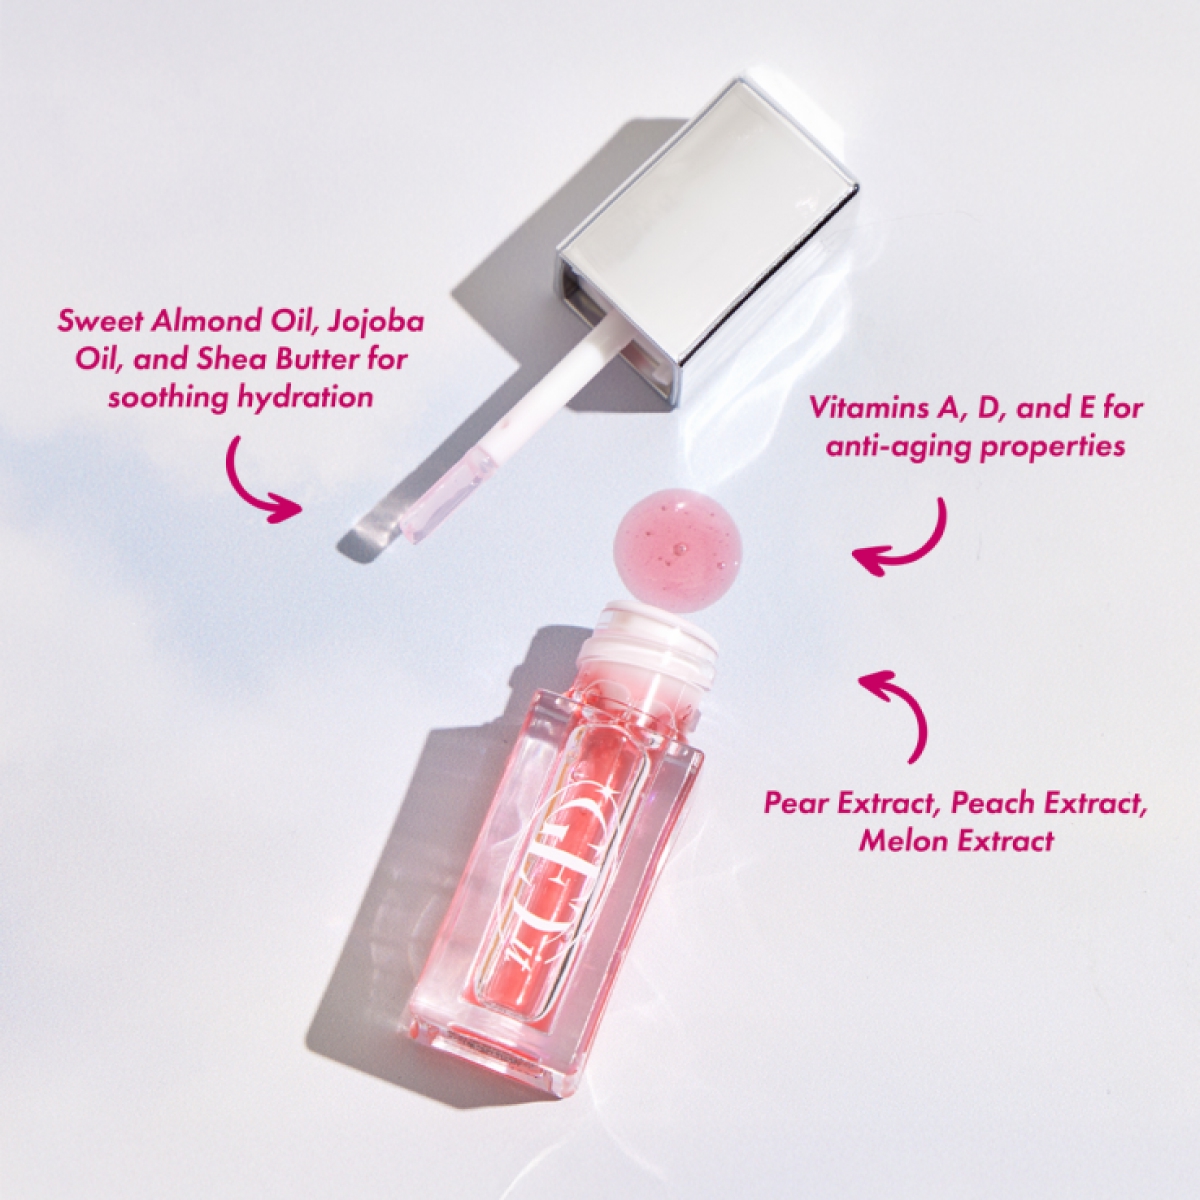 Sweet Almond Oil, Jojoba
Oil, and Shea Butter for
soothing hydration
Vitamins A, D, and E for
anti-aging properties
Pear Extract, Peach Extract,
Melon Extract